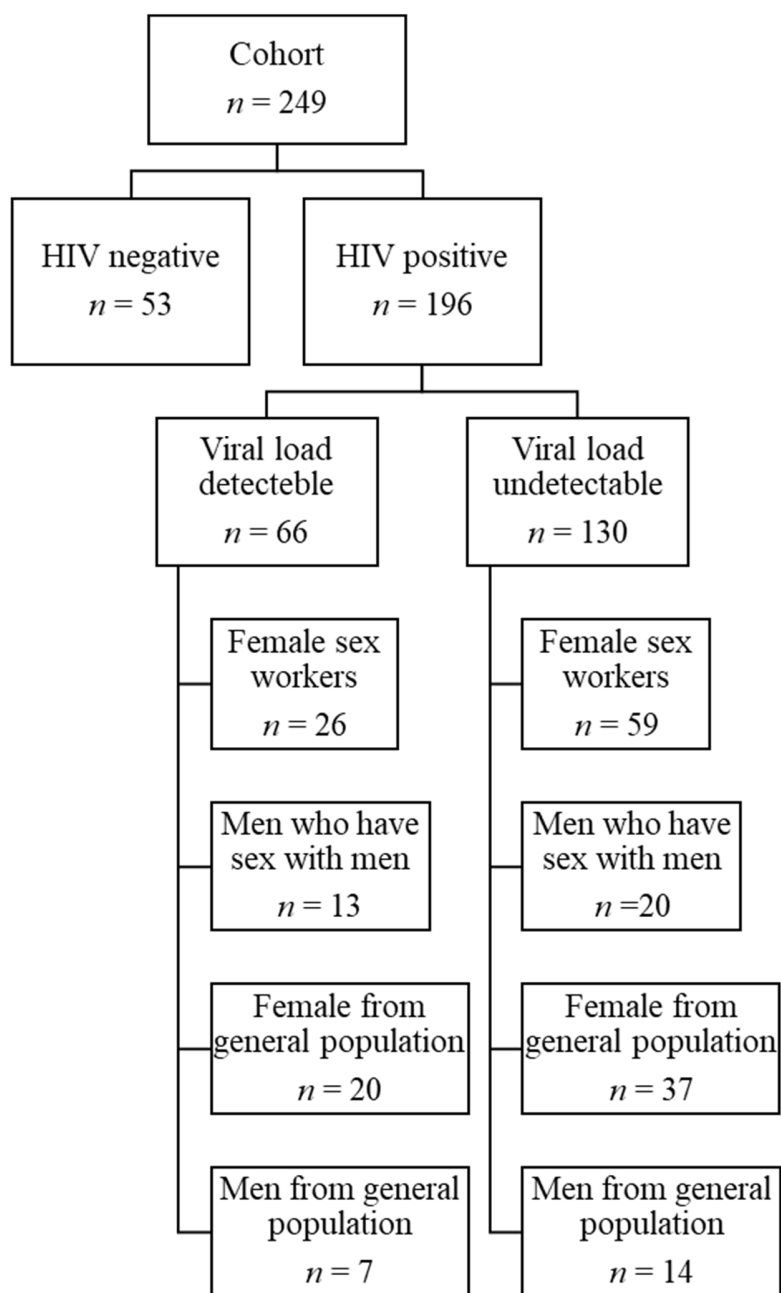 Cohort
n = 249
HIV negative
n = 53
HIV positive
n = 196
Viral load
detecteble
n = 66
Viral load
undetectable
n = 130
Female sex
workers
n = 26
Men who have
sex with men
n = 13
Female from
general population
n = 20
Men from general
population
n = 7
Female sex
workers
n = 59
Men who have
sex with men
n =20
Female from
general population
n = 37
Men from general
population
n = 14